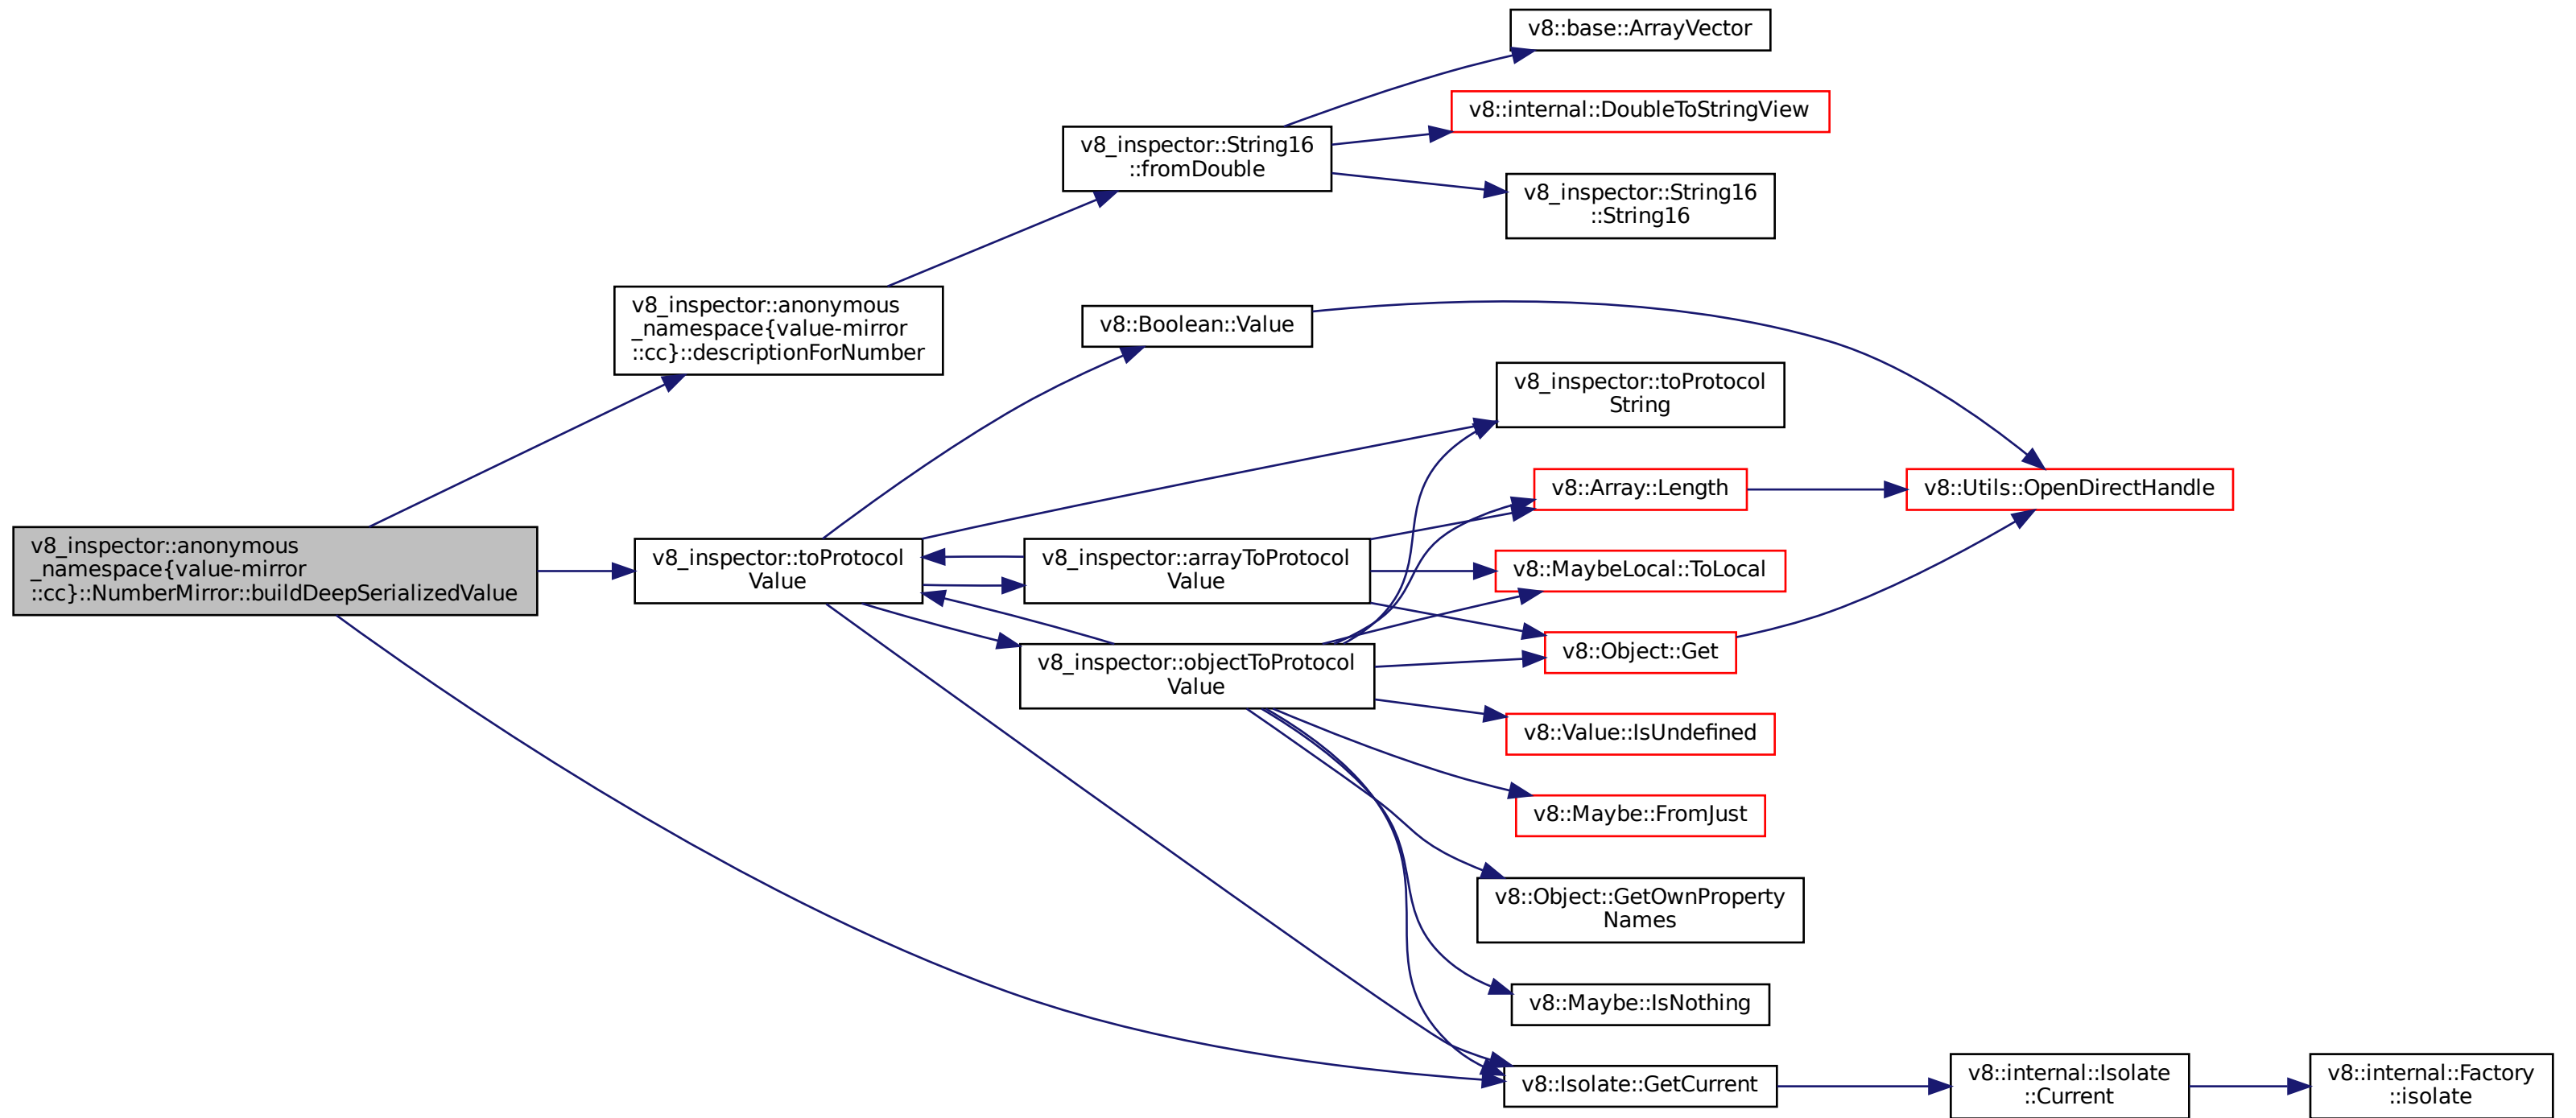 v8::base::ArrayVector
v8::internal::DoubleToStringView
v8_inspector::String16
::fromDouble
v8_inspector::String16
::String16
v8_inspector::anonymous
_namespace{value-mirror
::cc}::descriptionForNumber
v8::Boolean::Value
v8_inspector::toProtocol
String
v8::Array::Length
v8::Utils::OpenDirectHandle
v8_inspector::anonymous
_namespace{value-mirror
::cc}::NumberMirror::buildDeepSerializedValue
v8_inspector::toProtocol
Value
v8_inspector::arrayToProtocol
Value
v8::MaybeLocal::ToLocal
v8_inspector::objectToProtocol
Value
v8::Object::Get
v8::Value::IsUndefined
v8::Maybe::FromJust
v8::Object::GetOwnProperty
Names
v8::Maybe::IsNothing
v8::Isolate::GetCurrent
v8::internal::Isolate
::Current
v8::internal::Factory
::isolate